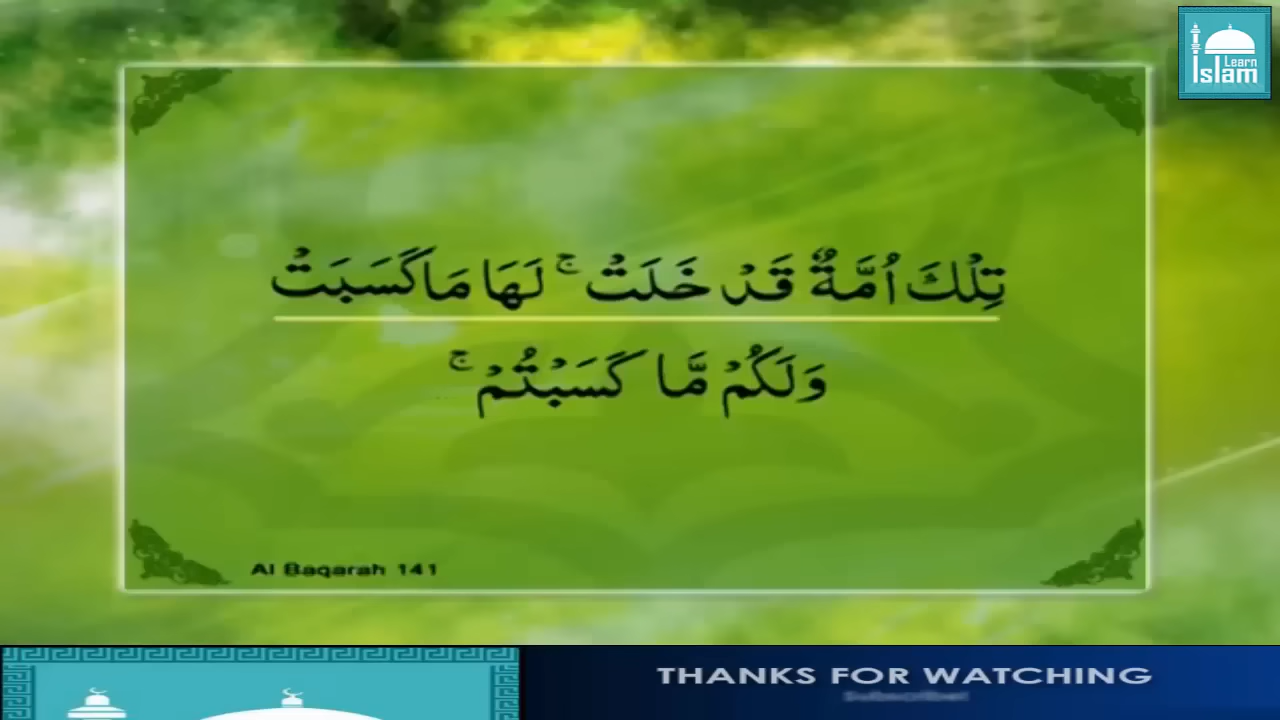 Learn
Islam
تِلْكَ اُمَّةٌ قَدْ خَلَتْ ۚ لَهَا مَا كَسَبَتْ
وَلَكُمْ مَّا كَسَبْتُمْ ۚ
Al Baqarah 141
THANKS FOR WATCHING